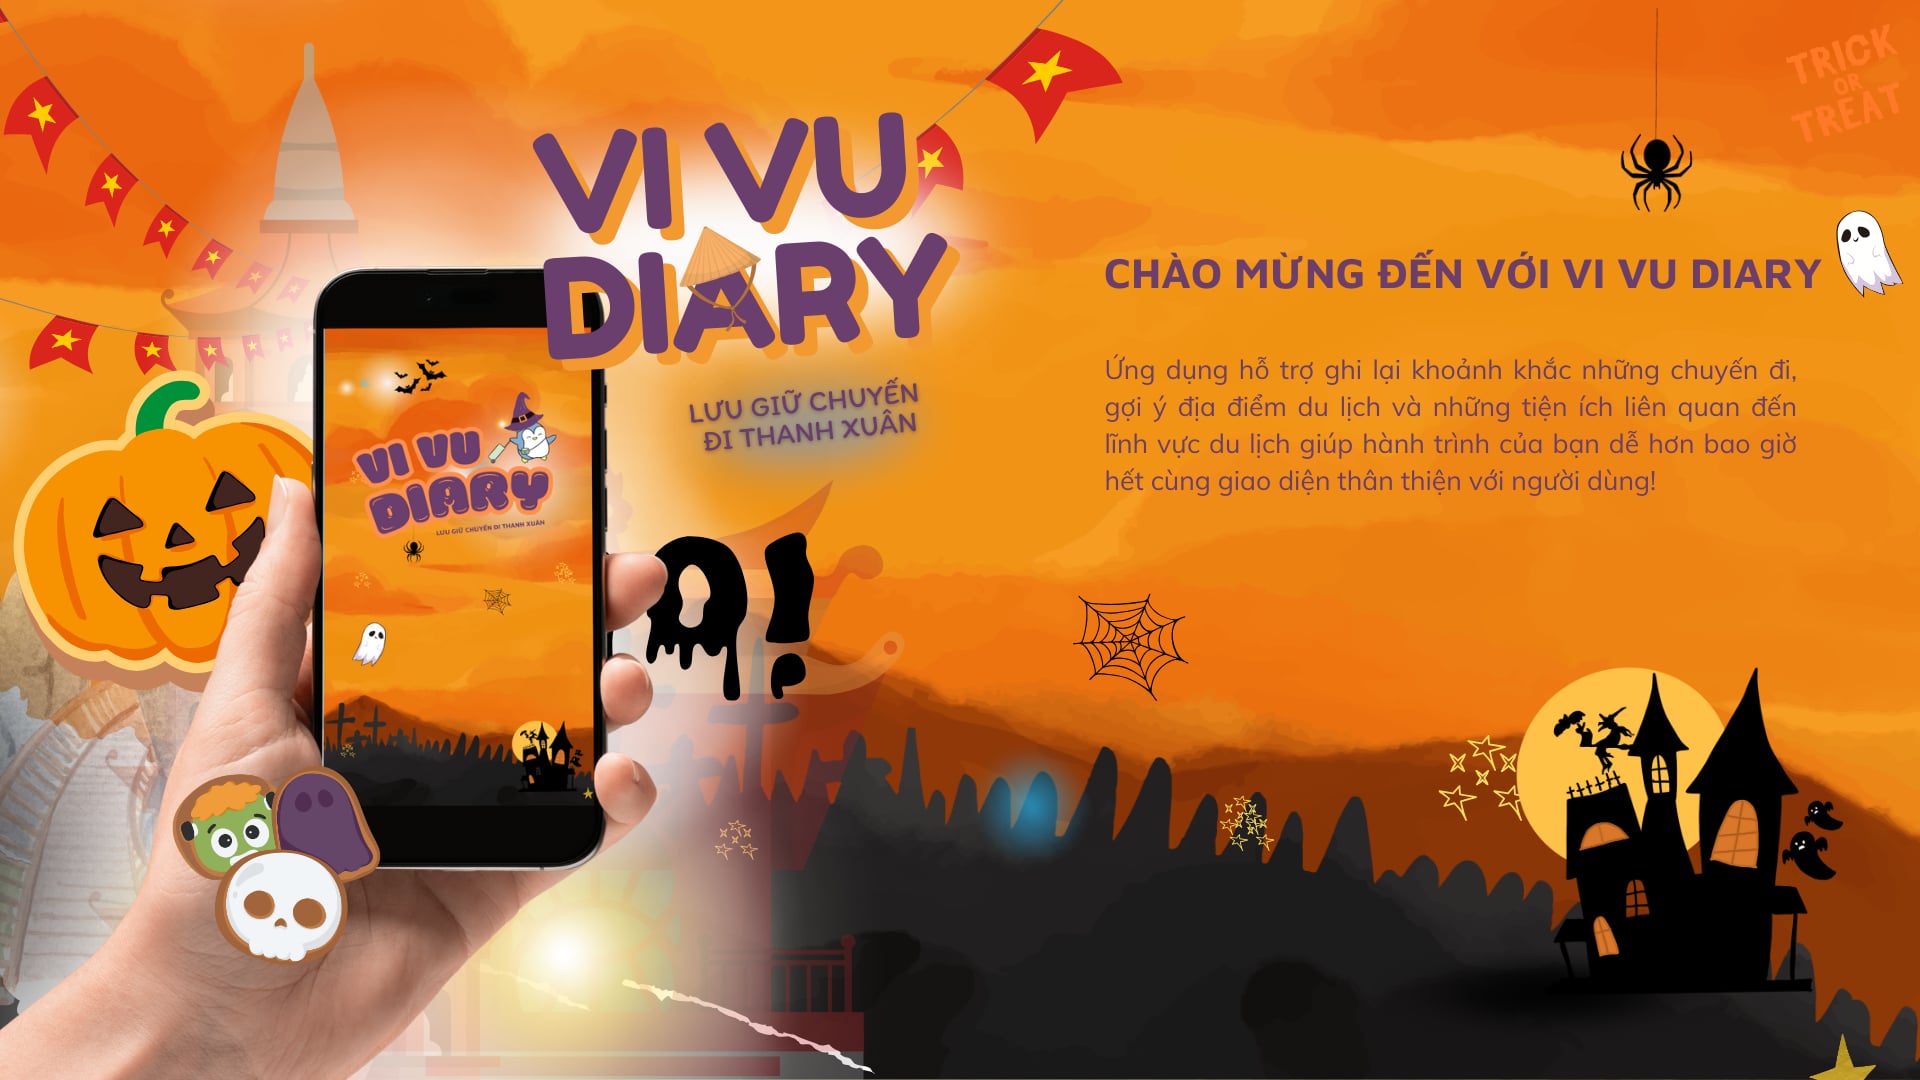 TRICK
OR
TREAT
VI VU
DIARY
LƯU GIỮ CHUYẾN
ĐI THANH XUÂN
CHÀO MỪNG ĐẾN VỚI VI VU DIARY
Ứng dụng hỗ trợ ghi lại khoảnh khắc những chuyến đi,
gợi ý địa điểm du lịch và những tiện ích liên quan đến
lĩnh vực du lịch giúp hành trình của bạn dễ hơn bao giờ
hết cùng giao diện thân thiện với người dùng!
VI VU
DIARY
LƯU GIỮ CHUYẾN ĐI THANH XUÂN